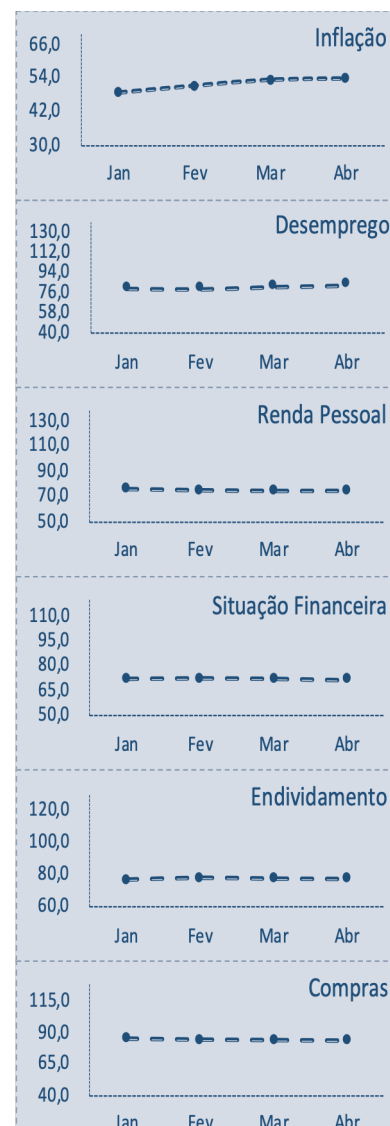 Inflação
66,0
54,0
42,0
30,0
Jan Fev Mar Abr
Desemprego
130,0
112,0
94,0
76,0
58,0
40,0
Jan Fev Mar Abr
Renda Pessoal
130,0
110,0
90,0
70,0
50,0
Jan Fev Mar Abr
Situação Financeira
110,0
95,0
80,0
65,0
50,0
Jan Fev Mar Abr
Endividamento
120,0
100,0
80,0
60,0
Jan Fev Mar Abr
Compras
115,0
90,0
65,0
40,0
Jan Fev Mar Abr